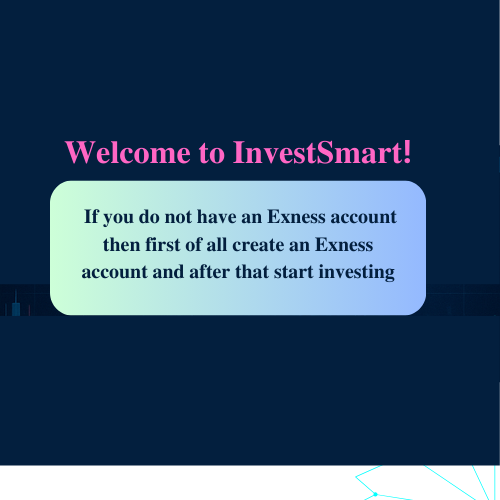 Welcome to InvestSmart!
If you do not have an Exness account
then first of all create an Exness
account and after that start investing